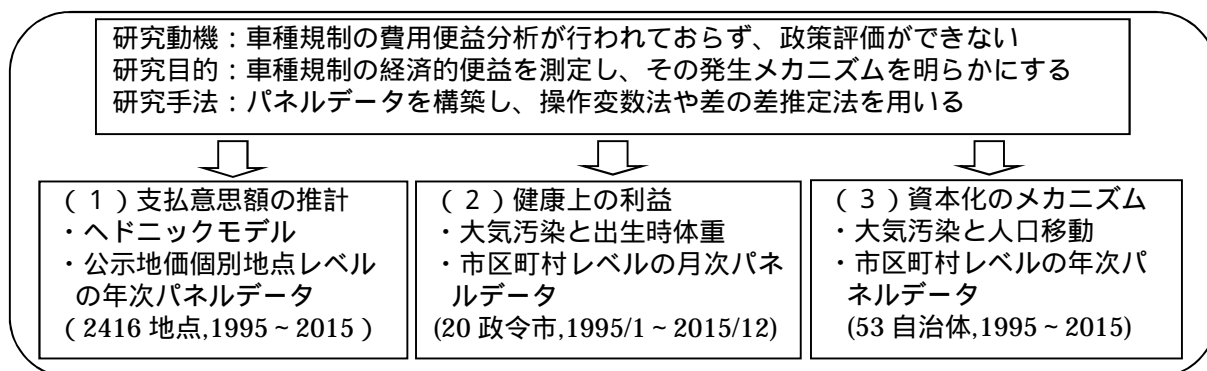 研究動機：車種規制の費用便益分析が行われておらず、政策評価ができない
研究目的：車種規制の経済的便益を測定し、その発生メカニズムを明らかにする
研究手法：パネルデータを構築し、操作変数法や差の差推定法を用いる
（１）支払意思額の推計
・ヘドニックモデル
・公示地価個別地点レベル
の年次パネルデータ
（2416 地点,1995～2015）
（２）健康上の利益
・大気汚染と出生時体重
・市区町村レベルの月次パネ
ルデータ
(20 政令市,1995/1～2015/12)
（３）資本化のメカニズム
・大気汚染と人口移動
・市区町村レベルの年次パ
ネルデータ
(53 自治体,1995～2015)